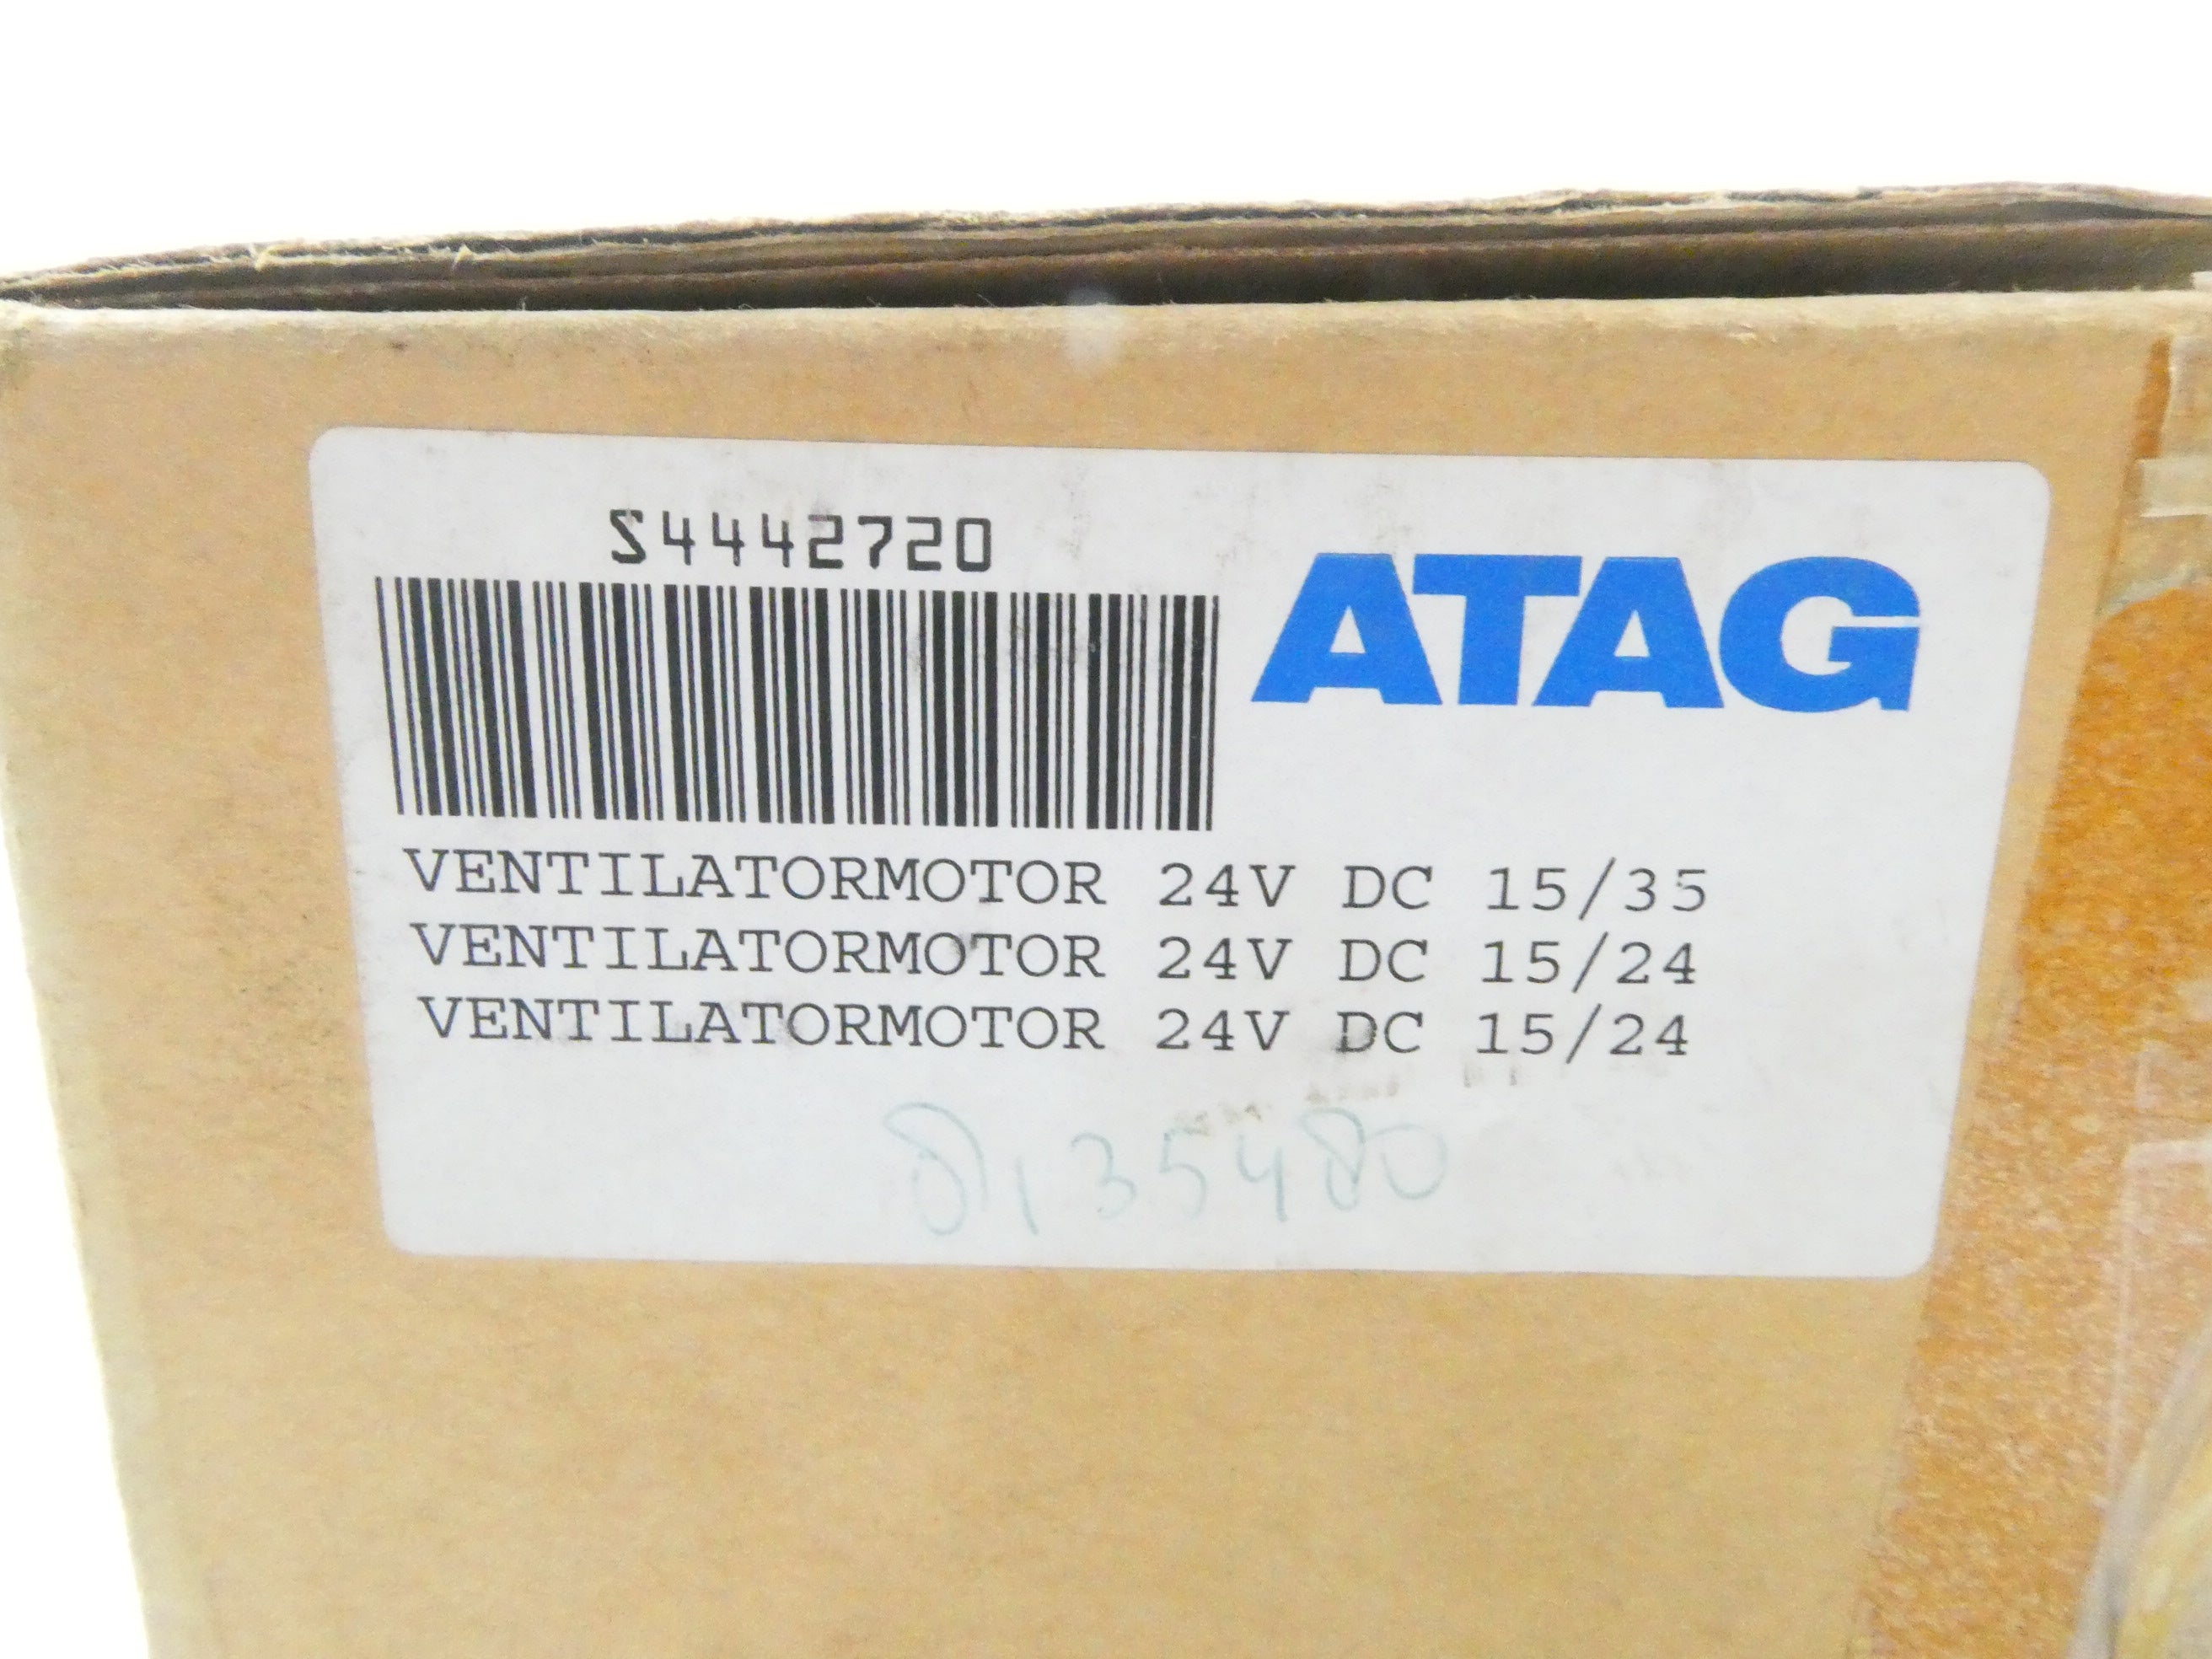 S4442720
ATAG
VENTILATORMOTOR 24V DC 15/35
VENTILATORMOTOR 24V DC 15/24
VENTILATORMOTOR 24V DC 15/24